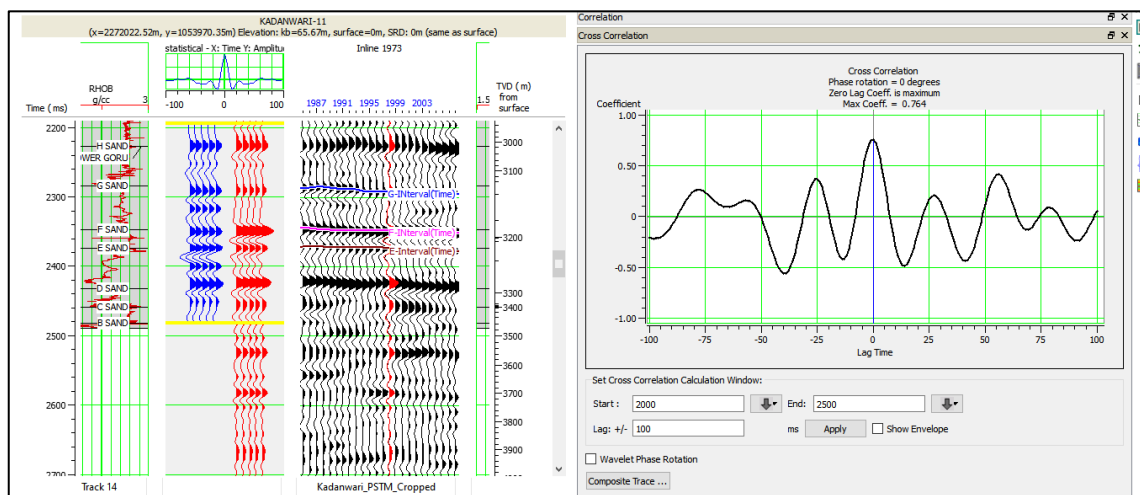 KADANWARI-11
(x=2272022.52m, y=1053970.35m) Elevation: kb=65.67m, surface=0m, SRD: 0m (same as surface)
statistical - X: Time Y: Amplitu
Inline 1973
RHOB
g/cc 3
Time (ms)
-100 0 100
1987 1991 1995 1999 2003
1.5
TVD (m)
from
surface
2200
2300
2400
2500
2600
2700
H SAND
OWER GORU
G SAND
F SAND
E SAND
D SAND
C SAND
B SAND
G-INterval(Time)
F-INterval(Time)
E-Interval(Time)
3000
3100
3200
3300
3400
3500
3600
3700
3800
3900
Track 14
Kadanwari_PSTM_Cropped
Correlation
Cross Correlation
Cross Correlation
Phase rotation = 0 degrees
Zero Lag Coeff. is maximum
Max Coeff. = 0.764
Coefficient
1.00
0.50
0
-0.50
-1.00
-100 -75 -50 -25 0 25 50 75 100
Lag Time
Set Cross Correlation Calculation Window:
Start : 2000 End: 2500
Lag: +/- 100 ms Apply Show Envelope
Wavelet Phase Rotation
Composite Trace ...